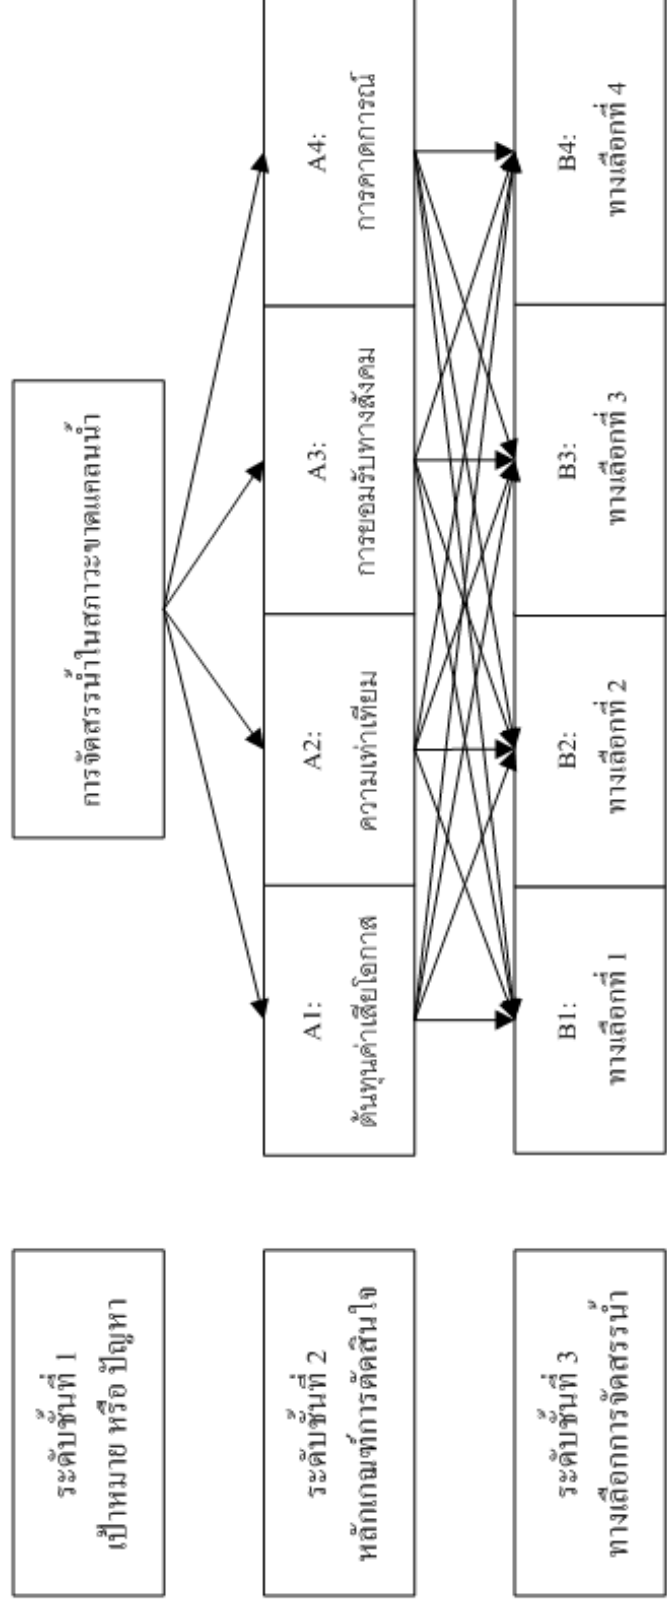 ระดับชั้นที่ 1
เป้าหมาย หรือ ปัญหา
การจัดสรรน้ำในสภาวะขาดแคลนน้ำ
ระดับชั้นที่ 2
หลักเกณฑ์การตัดสินใจ
A1:
ต้นทุนค่าเสียโอกาส
A2:
ความเท่าเทียม
A3:
การยอมรับทางสังคม
A4:
การคาดการณ์
ระดับชั้นที่ 3
ทางเลือกการจัดสรรน้ำ
B1:
ทางเลือกที่ 1
B2:
ทางเลือกที่ 2
B3:
ทางเลือกที่ 3
B4:
ทางเลือกที่ 4